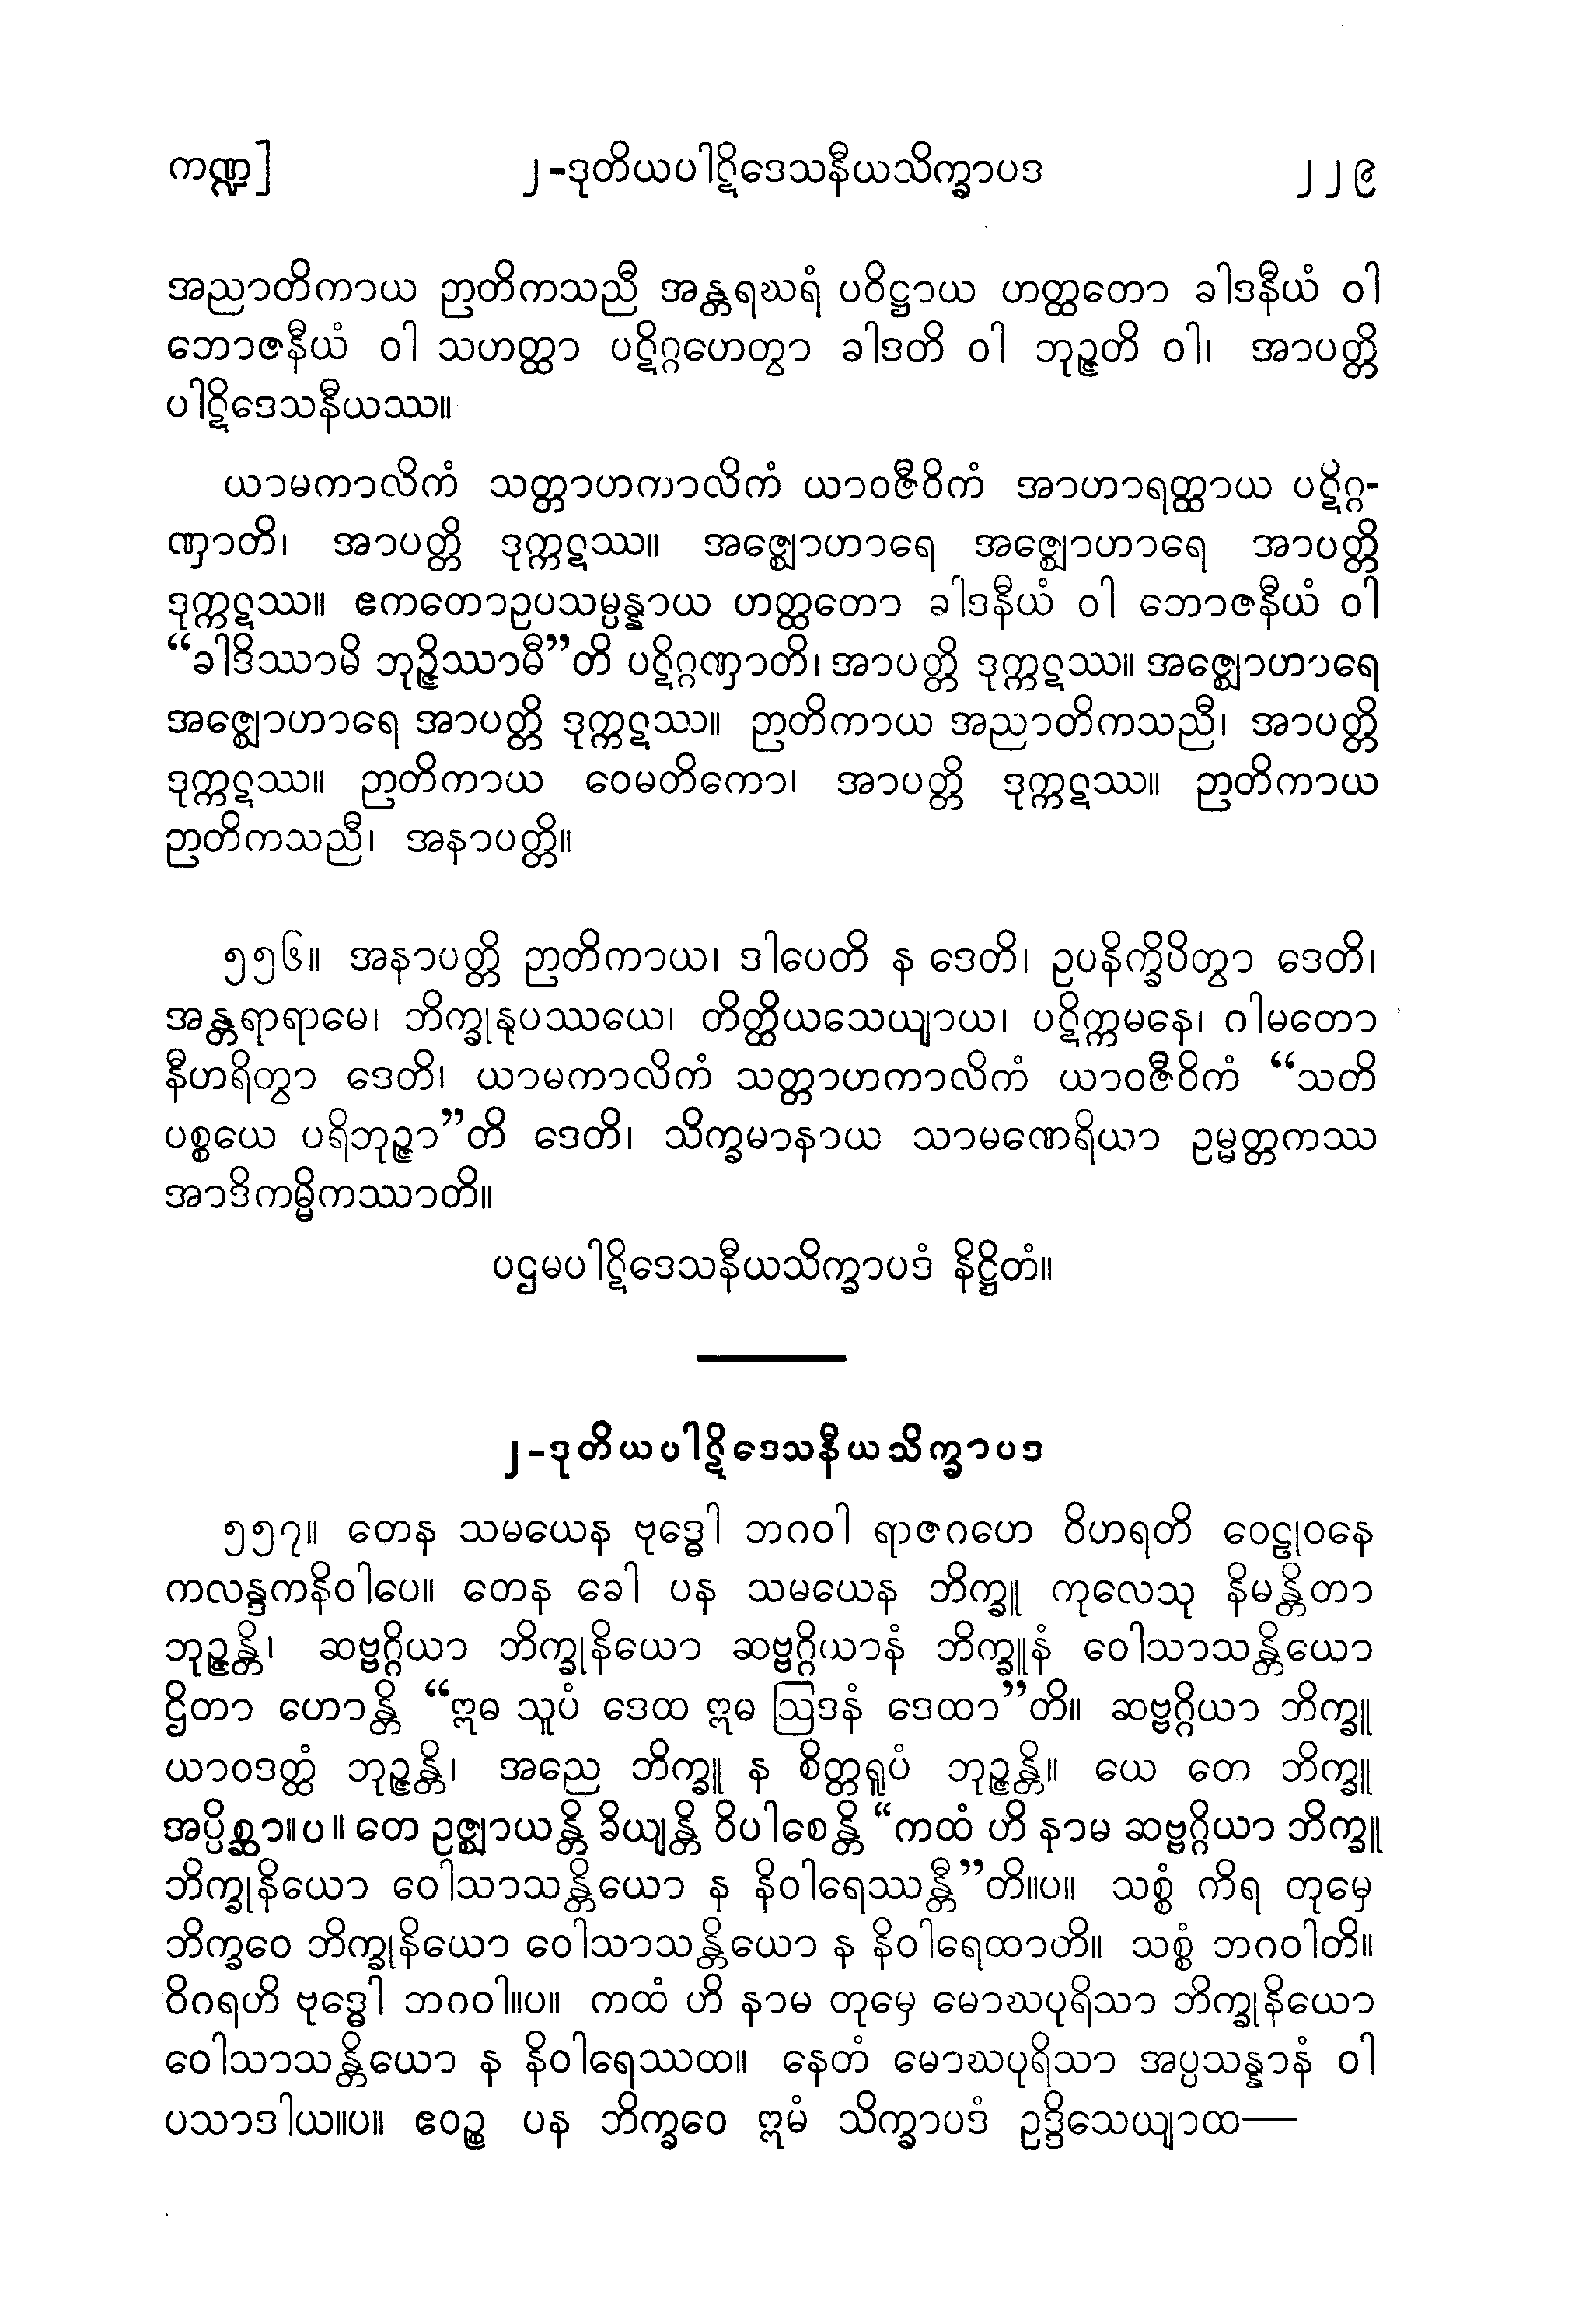 ကဏ္ဍ] ၂-ဒုတိယပါဋိဒေသနီယသိက္ခာပဒ ၂၂၉
အညာတိကာယ ဉာတိကသညီ အန္တရဃရံ ပဝိဋ္ဌာယ ဟတ္ထတော ခါဒနီယံ ဝါ
ဘောဇနီယံ ဝါ သဟတ္ထာ ပဋိဂ္ဂဟေတွာ ခါဒတိ ဝါ ဘုဉ္ဇတိ ဝါ၊ အာပတ္တိ
ပါဋိဒေသနီယဿ။
ယာမကာလိကံ သတ္တာဟကာလိကံ ယာဝဇီဝိကံ အာဟာရတ္ထာယ ပဋိဂ္ဂ-
ဏှာတိ၊ အာပတ္တိ ဒုက္ကဋဿ။ အဇ္ဈောဟာရေ အဇ္ဈောဟာရေ အာပတ္တိ
ဒုက္ကဋဿ။ ဧကတောဥပသမ္ပန္နာယ ဟတ္ထတော ခါဒနီယံ ဝါ ဘောဇနီယံ ဝါ
“ခါဒိဿာမိ ဘုဉ္ဇိဿာမီ”တိ ပဋိဂ္ဂဏှာတိ၊ အာပတ္တိ ဒုက္ကဋဿ။ အဇ္ဈောဟာရေ
အဇ္ဈောဟာရေ အာပတ္တိ ဒုက္ကဋဿ။ ဉာတိကာယ အညာတိကသညီ၊ အာပတ္တိ
ဒုက္ကဋဿ။ ဉာတိကာယ ဝေမတိကော၊ အာပတ္တိ ဒုက္ကဋဿ။ ဉာတိကာယ
ဉာတိကသညီ၊ အနာပတ္တိ။
၅၅၆။ အနာပတ္တိ ဉာတိကာယ၊ ဒါပေတိ န ဒေတိ၊ ဥပနိက္ခိပိတွာ ဒေတိ၊
အန္တရာရာမေ၊ ဘိက္ခုနုပဿယေ၊ တိတ္ထိယသေယျာယ၊ ပဋိက္ကမနေ၊ ဂါမတော
နီဟရိတွာ ဒေတိ၊ ယာမကာလိကံ သတ္တာဟကာလိကံ ယာဝဇီဝိကံ “သတိ
ပစ္စယေ ပရိဘုဉ္ဇာ”တိ ဒေတိ၊ သိက္ခမာနာယ သာမဏေရိယာ ဥမ္မတ္တကဿ
အာဒိကမ္မိကဿာတိ။
ပဌမပါဋိဒေသနီယသိက္ခာပဒံ နိဋ္ဌိတံ။
၂-ဒုတိယပါဋိဒေသနီယသိက္ခာပဒ
၅၅၇။ တေန သမယေန ဗုဒ္ဓေါ ဘဂဝါ ရာဇဂဟေ ဝိဟရတိ ဝေဠုဝနေ
ကလန္ဒကနိဝါပေ။ တေန ခေါ ပန သမယေန ဘိက္ခူ ကုလေသု နိမန္တိတာ
ဘုဉ္ဇန္တိ၊ ဆဗ္ဗဂ္ဂိယာ ဘိက္ခုနိယော ဆဗ္ဗဂ္ဂိယာနံ ဘိက္ခူနံ ဝေါသာသန္တိယော
ဌိတာ ဟောန္တိ “ဣဓ သူပံ ဒေထ ဣဓ ဩဒနံ ဒေထာ”တိ။ ဆဗ္ဗဂ္ဂိယာ ဘိက္ခူ
ယာဝဒတ္ထံ ဘုဉ္ဇန္တိ၊ အညေ ဘိက္ခူ န စိတ္တရူပံ ဘုဉ္ဇန္တိ။ ယေ တေ ဘိက္ခူ
အပ္ပိစ္ဆာ။ပ။ တေ ဥဇ္ဈာယန္တိ ခိယျန္တိ ဝိပါစေန္တိ “ကထံ ဟိ နာမ ဆဗ္ဗဂ္ဂိယာ ဘိက္ခူ
ဘိက္ခုနိယော ဝေါသာသန္တိယော န နိဝါရေဿန္တီ”တိ။ပ။ သစ္စံ ကိရ တုမှေ
ဘိက္ခဝေ ဘိက္ခုနိယော ဝေါသာသန္တိယော န နိဝါရေထာတိ။ သစ္စံ ဘဂဝါတိ။
ဝိဂရဟိ ဗုဒ္ဓေါ ဘဂဝါ။ပ။ ကထံ ဟိ နာမ တုမှေ မောဃပုရိသာ ဘိက္ခုနိယော
ဝေါသာသန္တိယော န နိဝါရေဿထ။ နေတံ မောဃပုရိသာ အပ္ပသန္နာနံ ဝါ
ပသာဒါယ။ပ။ ဧဝဉ္စ ပန ဘိက္ခဝေ ဣမံ သိက္ခာပဒံ ဥဒ္ဒိသေယျာထ—